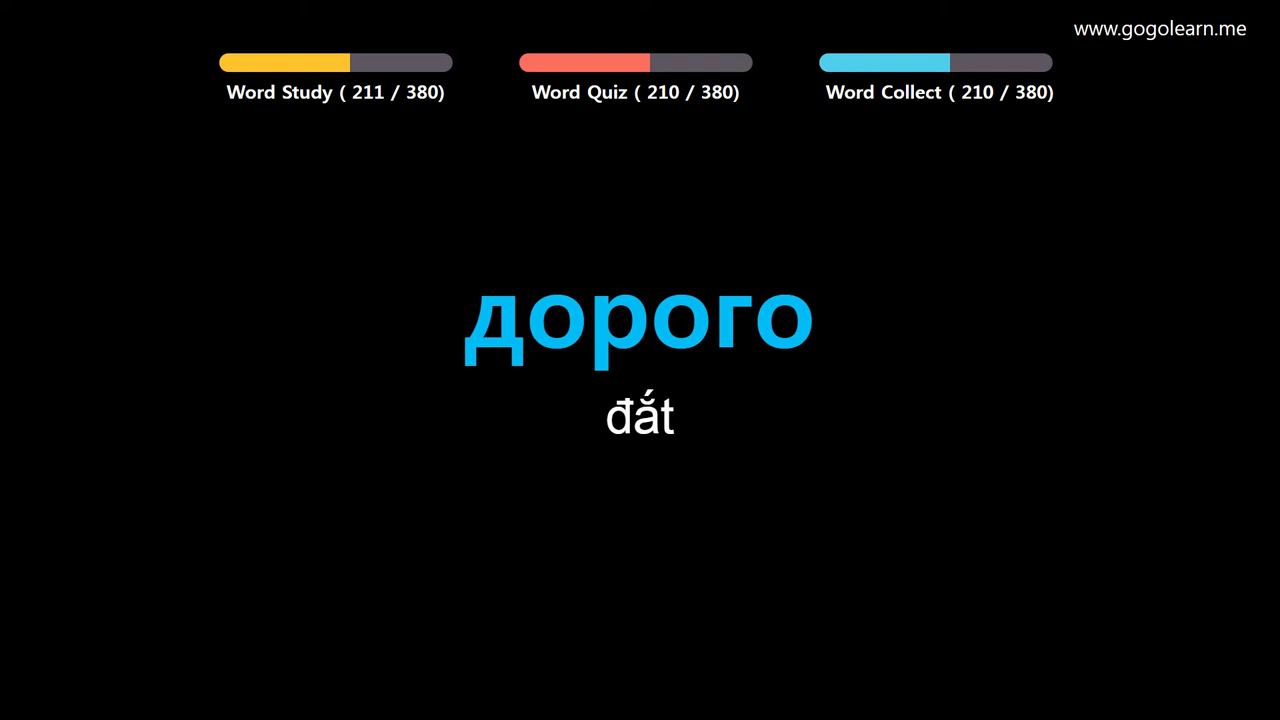 www.gogolearn.me
Word Study ( 211 / 380)
Word Quiz ( 210 / 380)
Word Collect ( 210 / 380)
дорого
đắt